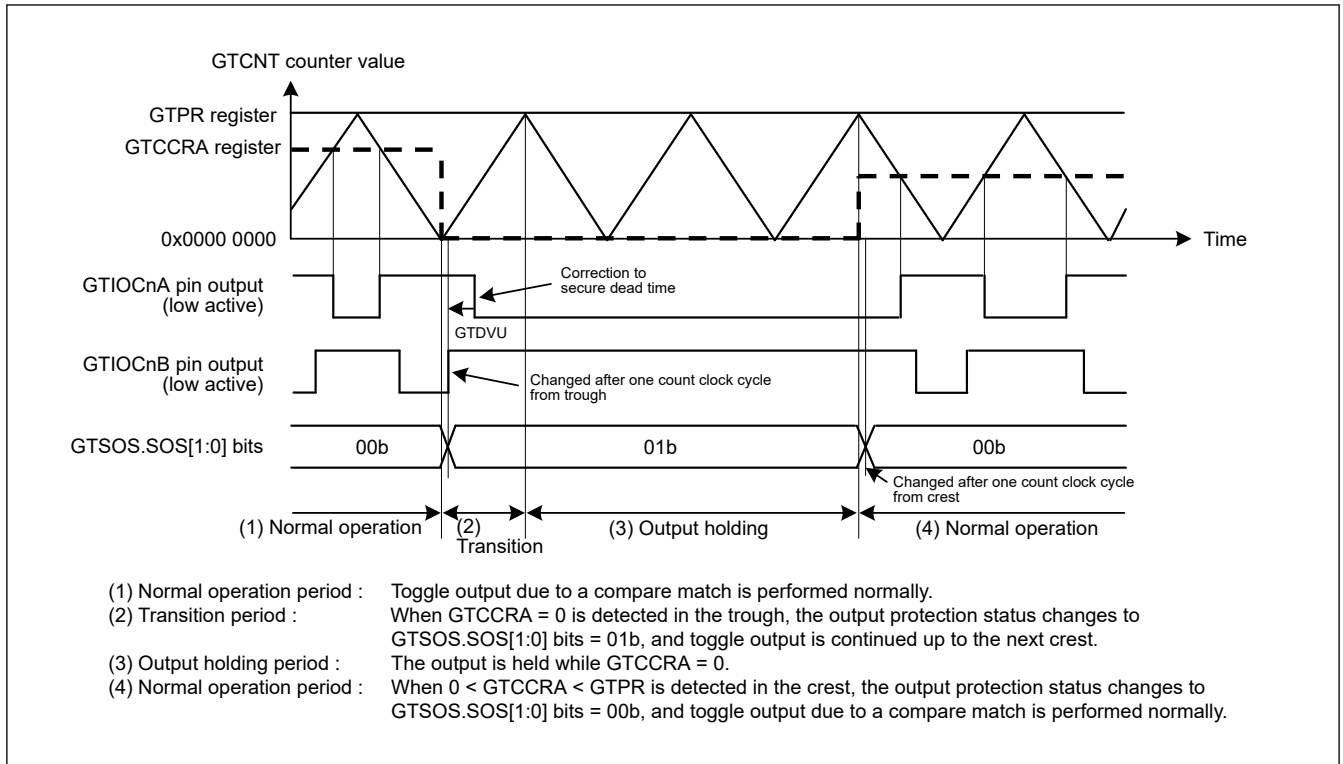 GTCNT counter value
GTPR register
GTCCRA register
0x0000 0000
Time
GTIOCnA pin output
(low active)
Correction to
secure dead time
GTDVU
GTIOCnB pin output
(low active)
Changed after one count clock cycle
from trough
GTSOS.SOS[1:0] bits
00b
01b
00b
Changed after one count clock cycle
from crest
(1) Normal operation
(2)
Transition
(3) Output holding
(4) Normal operation
(1) Normal operation period : Toggle output due to a compare match is performed normally.
(2) Transition period : When GTCCRA = 0 is detected in the trough, the output protection status changes to
GTSOS.SOS[1:0] bits = 01b, and toggle output is continued up to the next crest.
(3) Output holding period : The output is held while GTCCRA = 0.
(4) Normal operation period : When 0 < GTCCRA < GTPR is detected in the crest, the output protection status changes to
GTSOS.SOS[1:0] bits = 00b, and toggle output due to a compare match is performed normally.